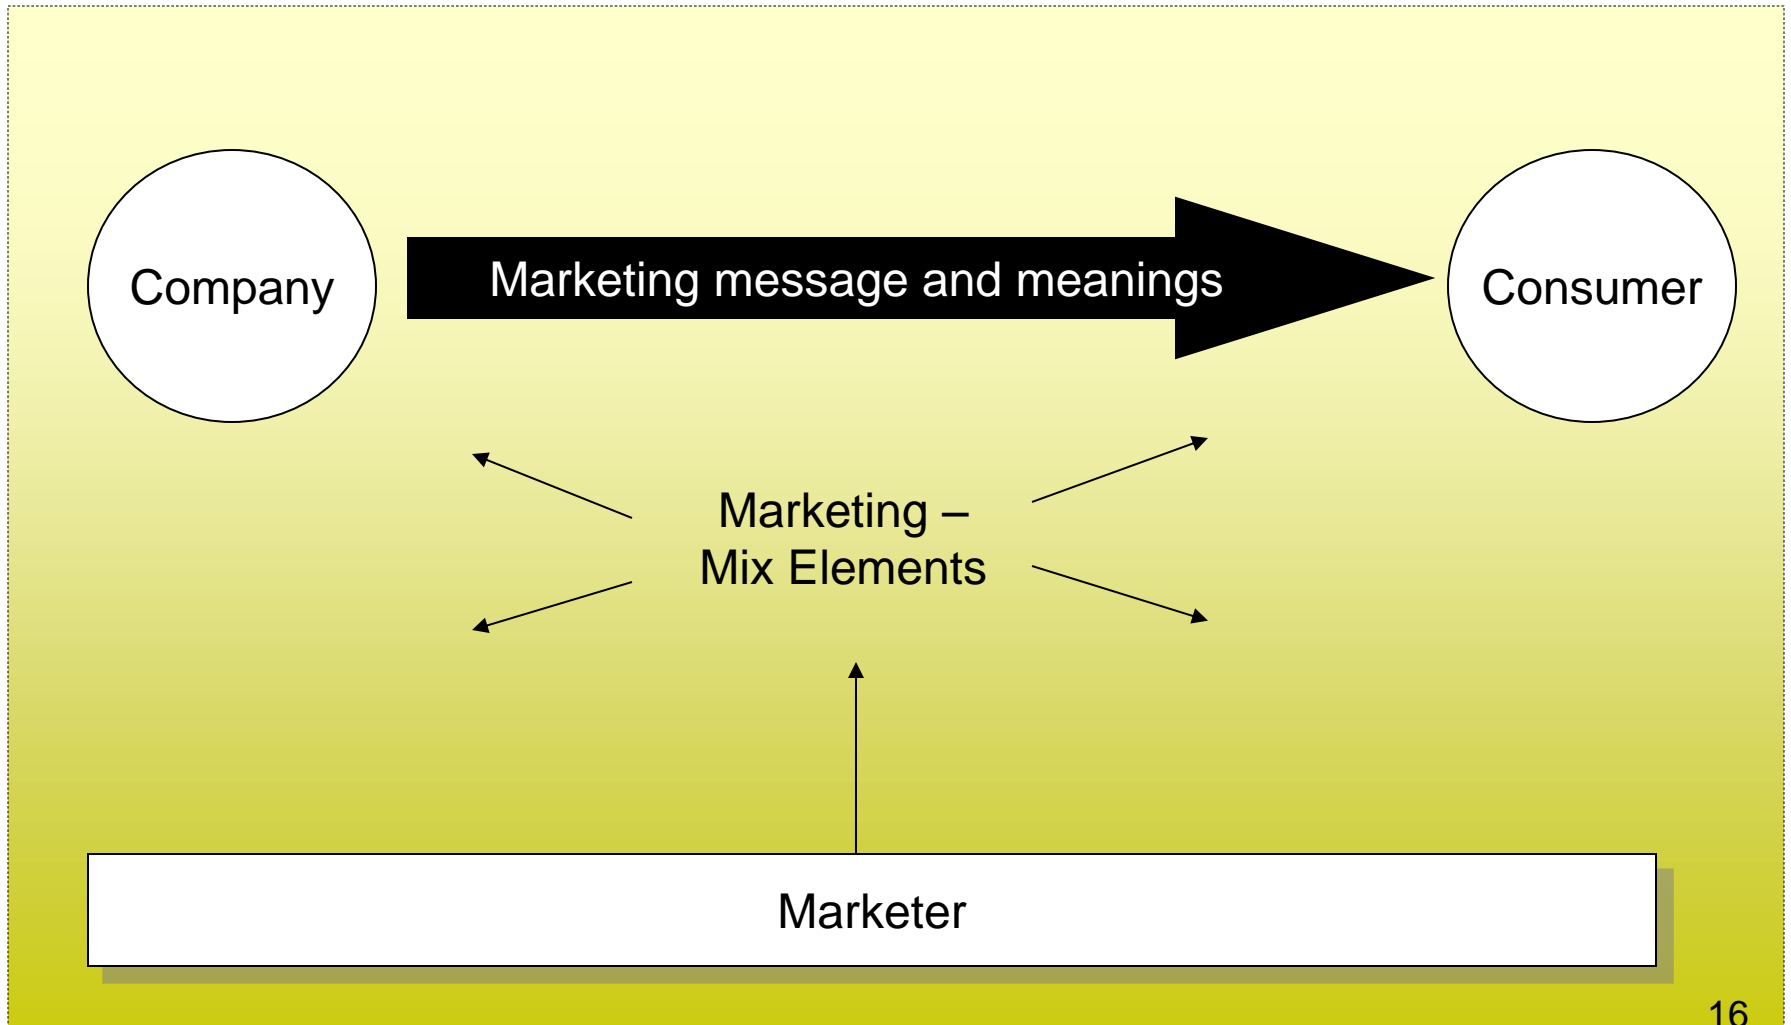 Company
Marketing message and meanings
Consumer
Marketing –
Mix Elements
Marketer
16